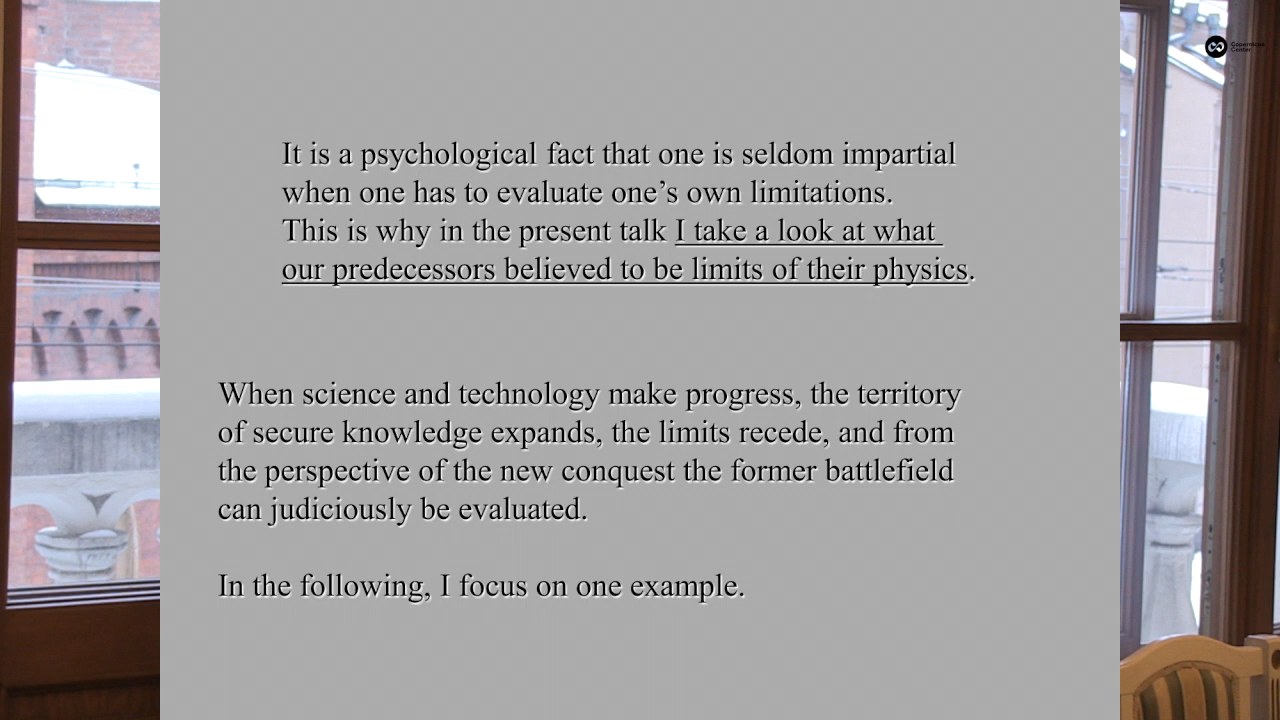 Copernicus
Center
It is a psychological fact that one is seldom impartial
when one has to evaluate one’s own limitations.
This is why in the present talk I take a look at what
our predecessors believed to be limits of their physics.
When science and technology make progress, the territory
of secure knowledge expands, the limits recede, and from
the perspective of the new conquest the former battlefield
can judiciously be evaluated.
In the following, I focus on one example.